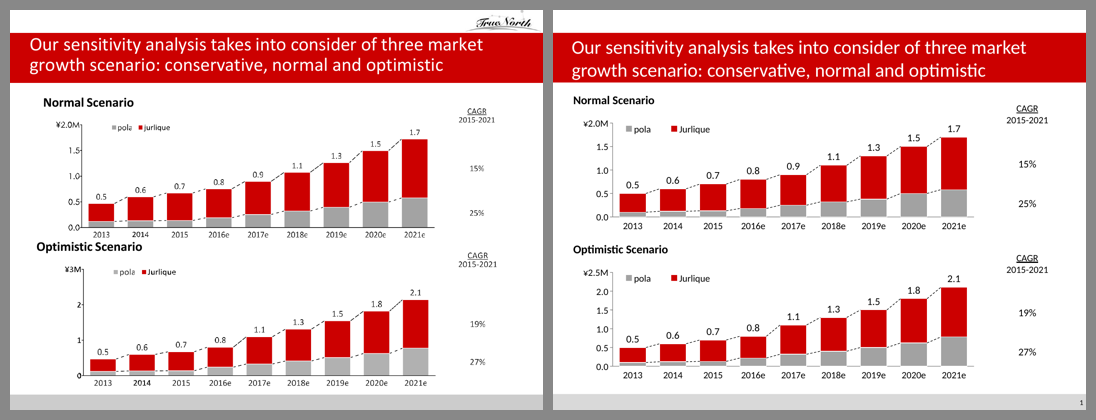 True North
Our sensitivity analysis takes into consider of three market
growth scenario: conservative, normal and optimistic
Normal Scenario
CAGR
2015-2021
¥2.0M
pola Jurlique
1.7
1.5
1.3
1.1
0.9
0.8
0.7
0.6
0.5
1.5
1.0
0.5
0.0
15%
25%
2013 2014 2015 2016e 2017e 2018e 2019e 2020e 2021e
Optimistic Scenario
CAGR
2015-2021
¥3M
pola Jurlique
2.1
1.8
1.5
1.3
1.1
0.8
0.7
0.6
0.5
2
1
0
19%
27%
2013 2014 2015 2016e 2017e 2018e 2019e 2020e 2021e
Our sensitivity analysis takes into consider of three market
growth scenario: conservative, normal and optimistic
Normal Scenario
CAGR
2015-2021
¥2.0M
pola Jurlique
1.7
1.5
1.3
1.1
0.9
0.8
0.7
0.6
0.5
1.5
1.0
0.5
0.0
15%
25%
2013 2014 2015 2016e 2017e 2018e 2019e 2020e 2021e
Optimistic Scenario
CAGR
2015-2021
¥2.5M
pola Jurlique
2.1
1.8
1.5
1.3
1.1
0.8
0.7
0.6
0.5
2.0
1.5
1.0
0.5
0.0
19%
27%
2013 2014 2015 2016e 2017e 2018e 2019e 2020e 2021e
1